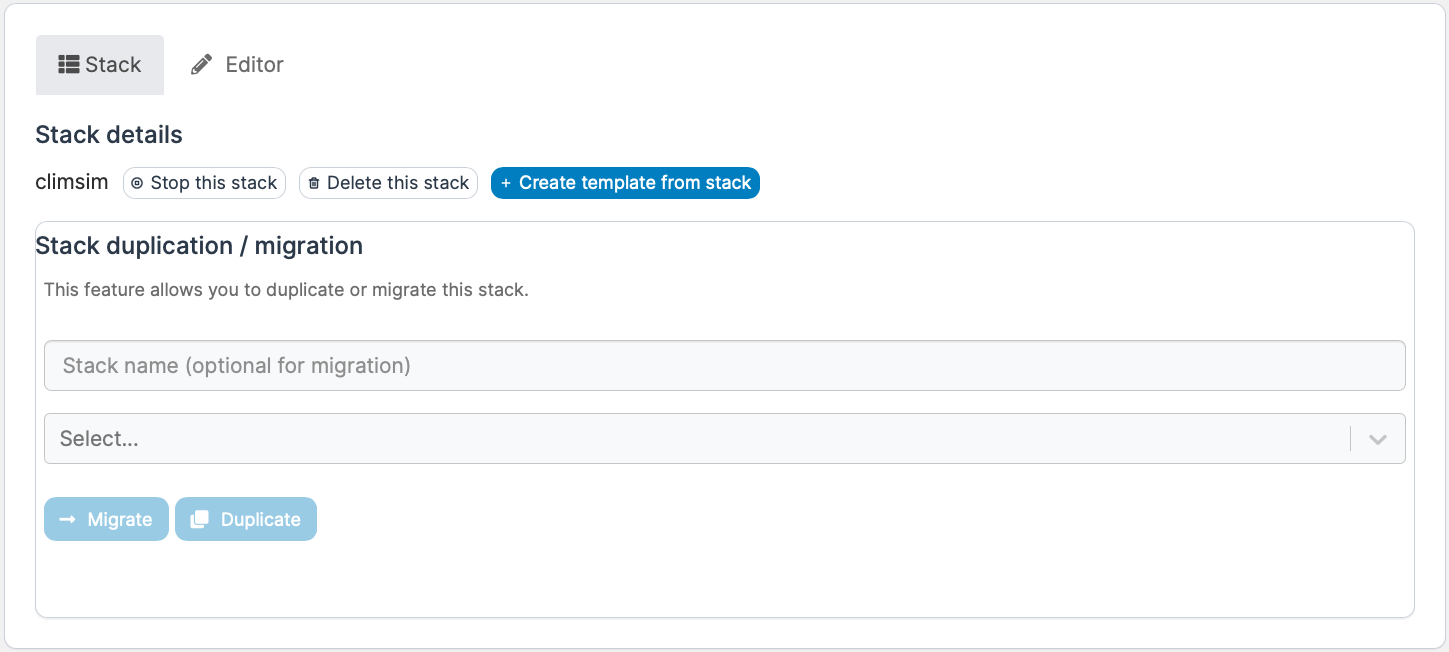 Stack Editor
Stack details
climsim Stop this stack Delete this stack + Create template from stack
Stack duplication / migration
This feature allows you to duplicate or migrate this stack.
Stack name (optional for migration)
Select...
Migrate Duplicate